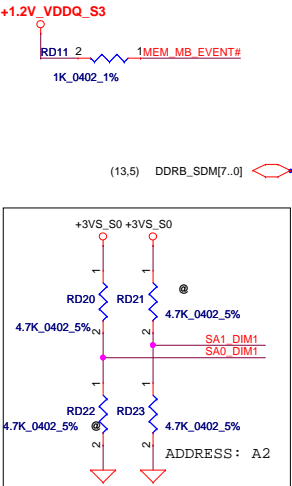 +1.2V_VDDQ_S3
RD11 2 1 MEM_MB_EVENT#
1K_0402_1%
(13,5) DDRB_SDM[7..0]
+3VS_S0 +3VS_S0
1 1
@
RD20 RD21
4.7K_0402_5% 4.7K_0402_5%
2 2
SA1_DIM1
SA0_DIM1
1 1
RD22 RD23
4.7K_0402_5% @ 4.7K_0402_5%
2 2
ADDRESS: A2